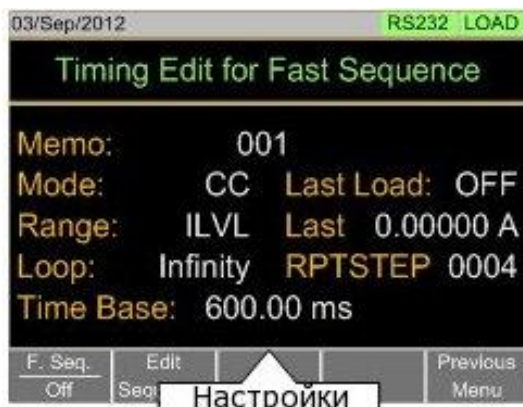 03/Sep/2012 RS232 LOAD
Timing Edit for Fast Sequence
Memo: 001
Mode: CC Last Load: OFF
Range: ILVL Last 0.00000 A
Loop: Infinity RPTSTEP 0004
Time Base: 600.00 ms
F. Seq. Edit Previous
Off Menu
Настройки